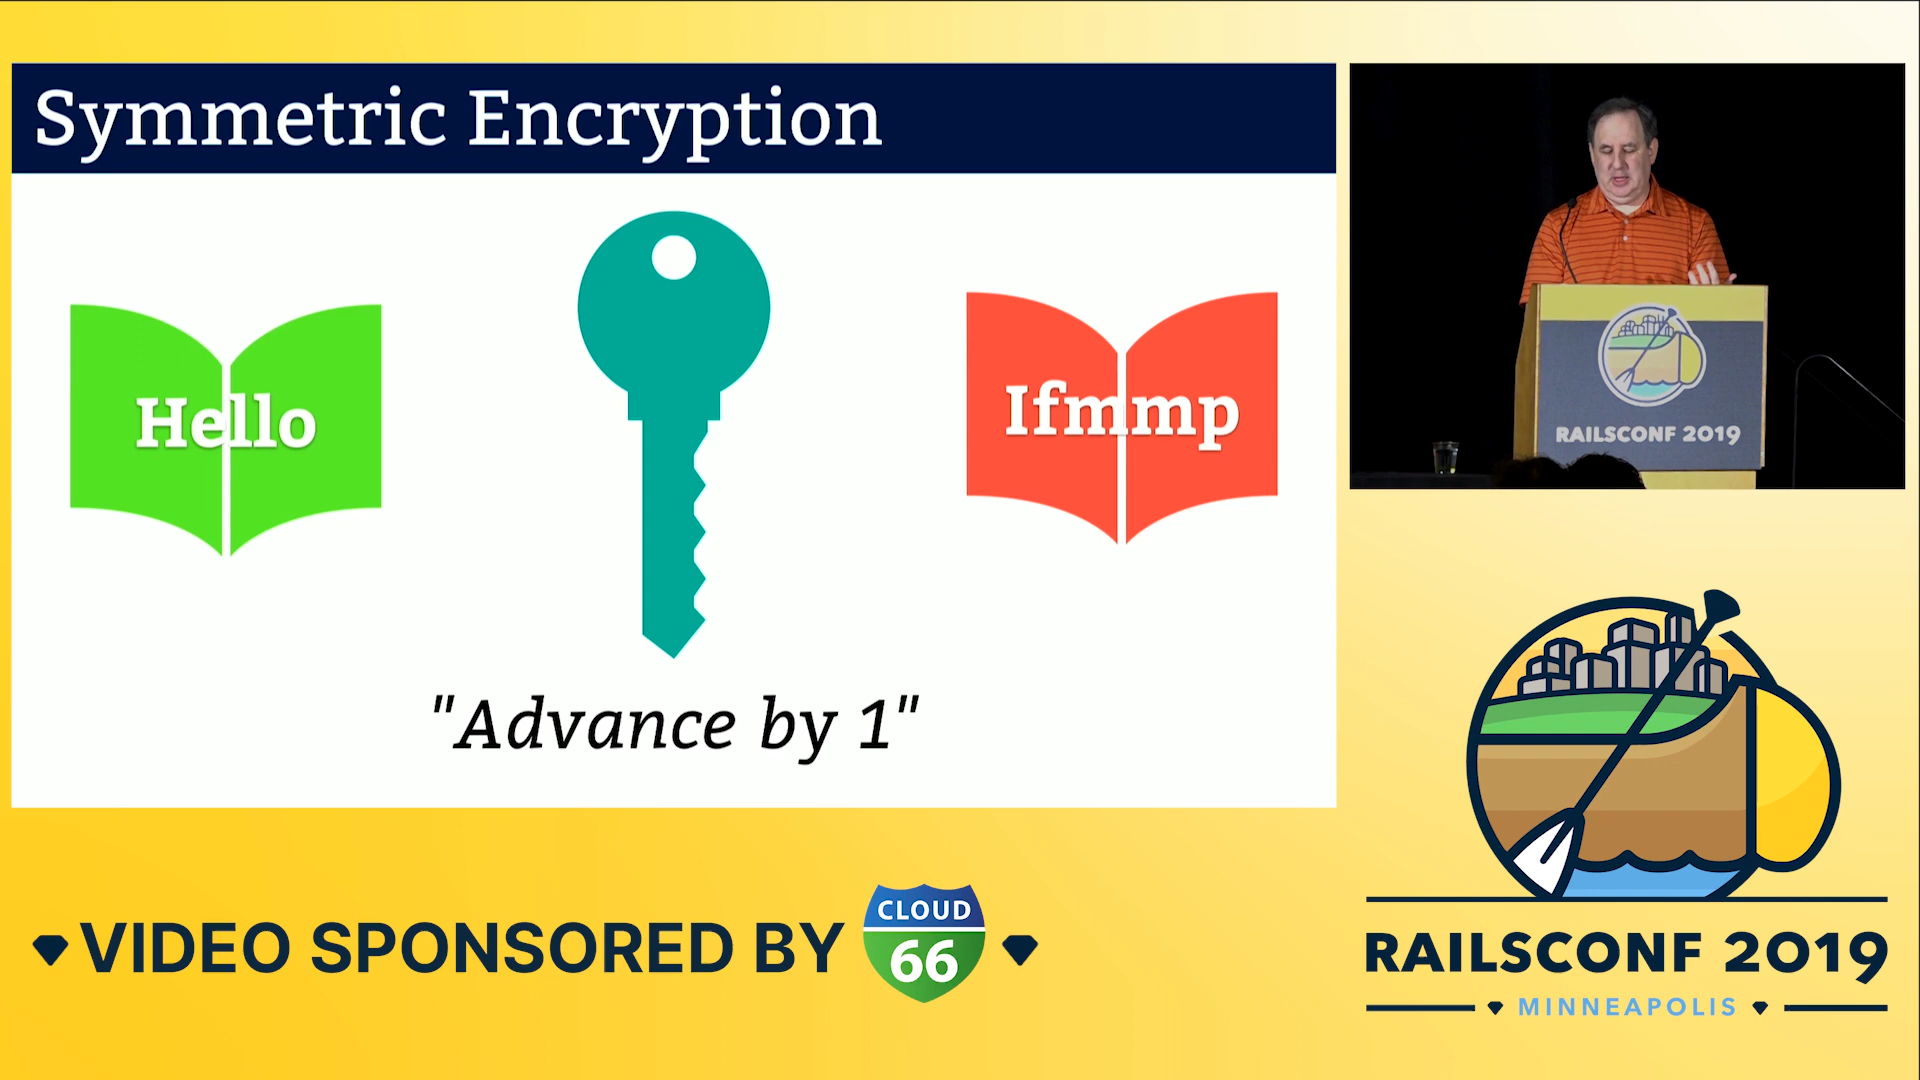 Symmetric Encryption
Hello
Ifmmp
"Advance by 1"
RAILSCONF 2019
VIDEO SPONSORED BY
CLOUD
66
RAILSCONF 2019
MINNEAPOLIS